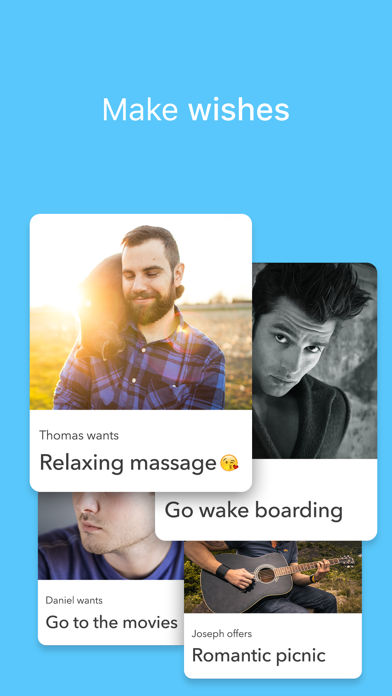 Make wishes
Thomas wants
Relaxing massage😘
Go wake boarding
Daniel wants
Go to the movies
Joseph offers
Romantic picnic